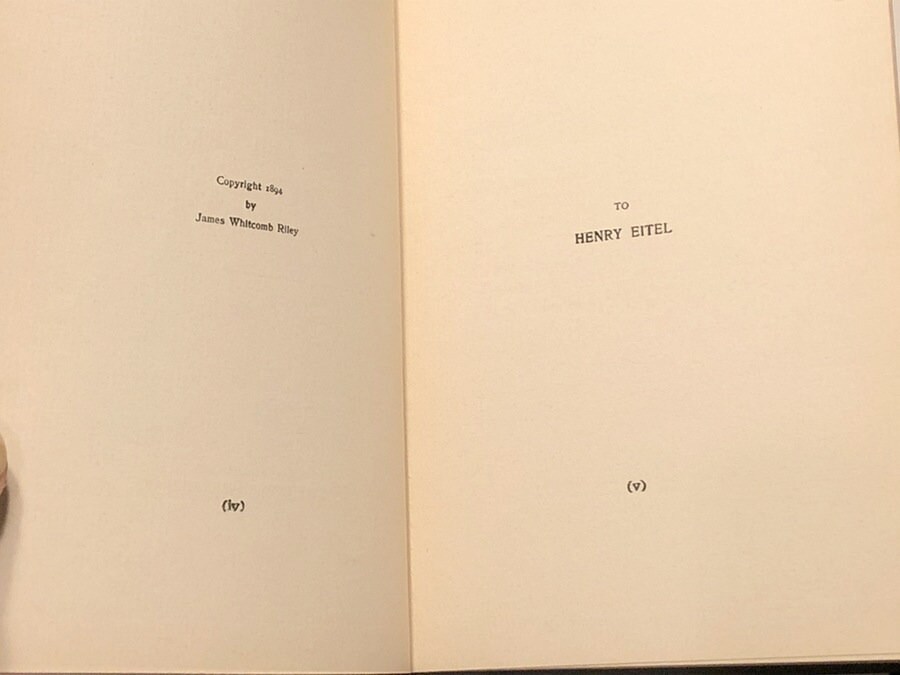 Copyright 1894
by
James Whitcomb Riley
(iv)
TO
HENRY EITEL
(v)